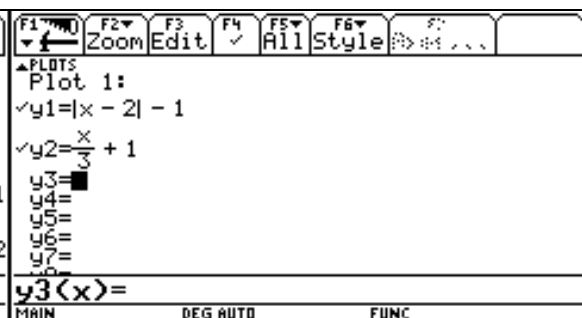 F1 F2 Zoom F3 Edit F4 ✓ F5 All F6 Style F7
PLOTS
Plot 1:
✓y1=|x - 2| - 1
✓y2=x/3 + 1
y3=
y4=
y5=
y6=
y7=
y3(x)=
MAIN DEG AUTO FUNC